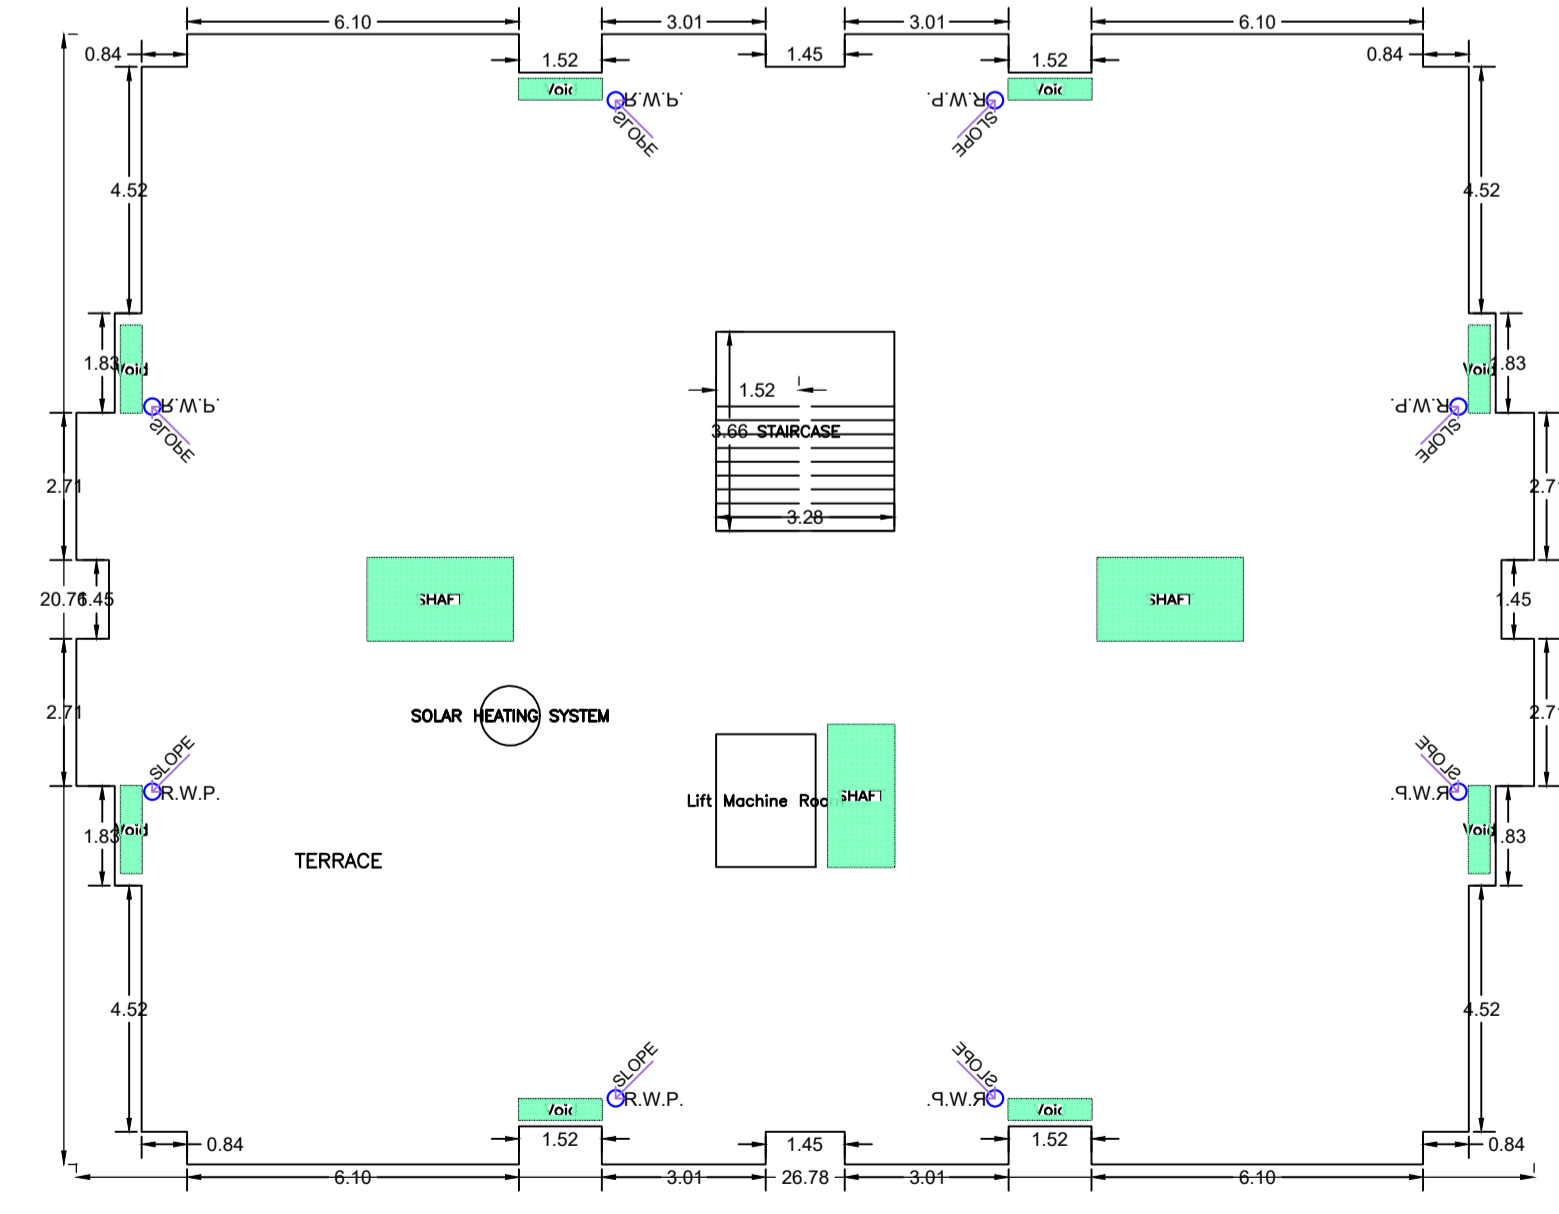 6.10
3.01
3.01
6.10
0.84
1.52
1.45
1.52
0.84
Void
Void
R.W.P.
R.W.P.
SLOPE
SLOPE
4.52
4.52
1.83
Void
Void
1.83
1.52
R.W.P.
R.W.P.
SLOPE
SLOPE
3.66
STAIRCASE
2.71
2.71
3.28
20.76
1.45
SHAFT
SHAFT
1.45
2.71
SOLAR HEATING SYSTEM
2.71
SLOPE
SLOPE
R.W.P.
R.W.P.
Lift Machine Room
SHAFT
1.83
Void
Void
1.83
TERRACE
4.52
4.52
SLOPE
SLOPE
R.W.P.
R.W.P.
Void
Void
0.84
1.52
1.45
1.52
0.84
6.10
3.01
26.78
3.01
6.10